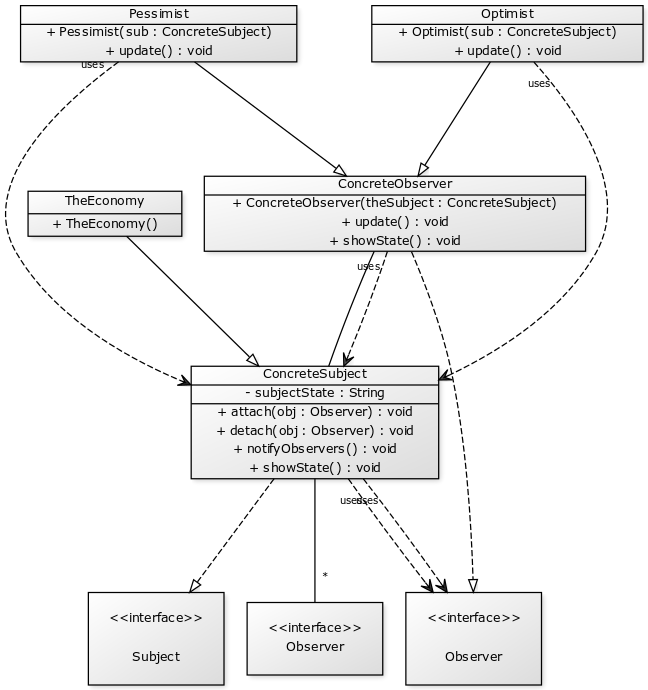 Pessimist
+ Pessimist(sub : ConcreteSubject)
+ update() : void
Optimist
+ Optimist(sub : ConcreteSubject)
+ update() : void
uses
uses
ConcreteObserver
+ ConcreteObserver(theSubject : ConcreteSubject)
+ update() : void
+ showState() : void
TheEconomy
+ TheEconomy()
uses
ConcreteSubject
- subjectState : String
+ attach(obj : Observer) : void
+ detach(obj : Observer) : void
+ notifyObservers() : void
+ showState() : void
uses
uses
*
<<interface>>
Subject
<<interface>>
Observer
<<interface>>
Observer